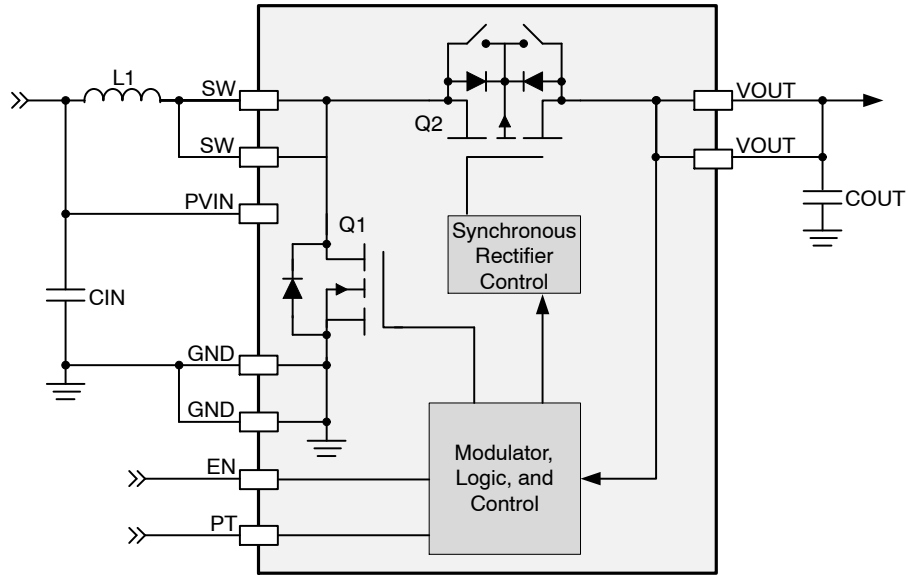 L1
SW
SW
PVIN
CIN
GND
GND
EN
PT
Q1
Q2
Synchronous
Rectifier
Control
Modulator,
Logic, and
Control
VOUT
VOUT
COUT